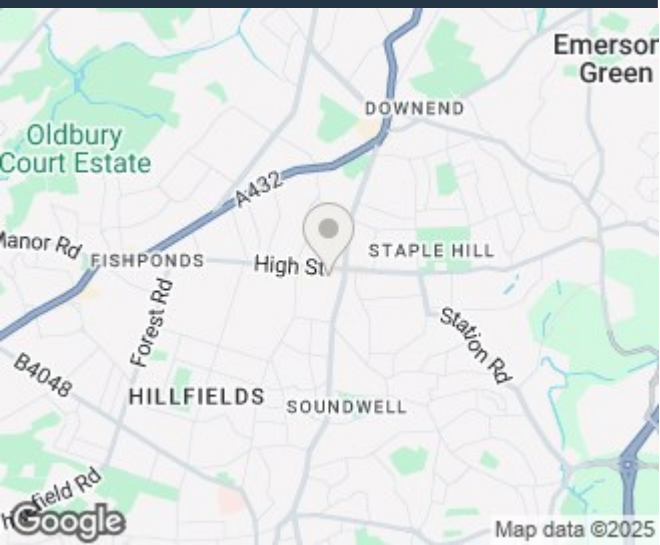 Emerson
Green
DOWNEND
Oldbury
Court Estate
A432
Manor Rd
FISHPONDS
High St
STAPLE HILL
Forest Rd
Station Rd
B4048
HILLFIELDS
SOUNDWELL
field Rd
Google
Map data ©2025